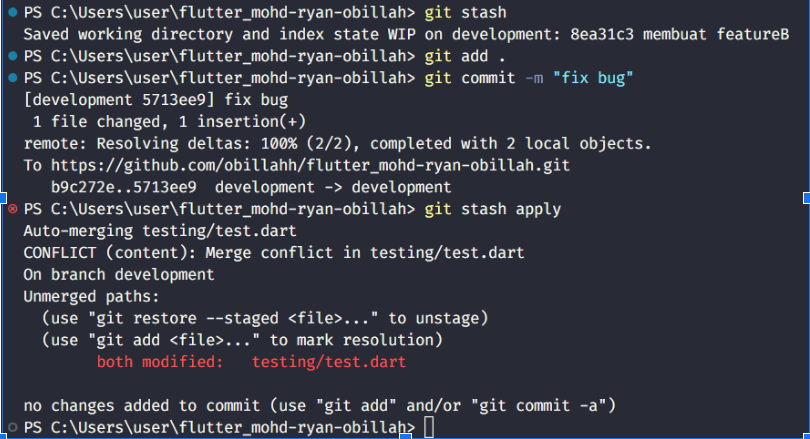 PS C:\Users\user\flutter_mohd-ryan-obillah> git stash
Saved working directory and index state WIP on development: 8ea31c3 membuat featureB
PS C:\Users\user\flutter_mohd-ryan-obillah> git add .
PS C:\Users\user\flutter_mohd-ryan-obillah> git commit -m "fix bug"
[development 5713ee9] fix bug
 1 file changed, 1 insertion(+)
remote: Resolving deltas: 100% (2/2), completed with 2 local objects.
To https://github.com/obillahh/flutter_mohd-ryan-obillah.git
   b9c272e..5713ee9  development -> development
PS C:\Users\user\flutter_mohd-ryan-obillah> git stash apply
Auto-merging testing/test.dart
CONFLICT (content): Merge conflict in testing/test.dart
On branch development
Unmerged paths:
  (use "git restore --staged <file>..." to unstage)
  (use "git add <file>..." to mark resolution)
        both modified:   testing/test.dart

no changes added to commit (use "git add" and/or "git commit -a")
PS C:\Users\user\flutter_mohd-ryan-obillah>